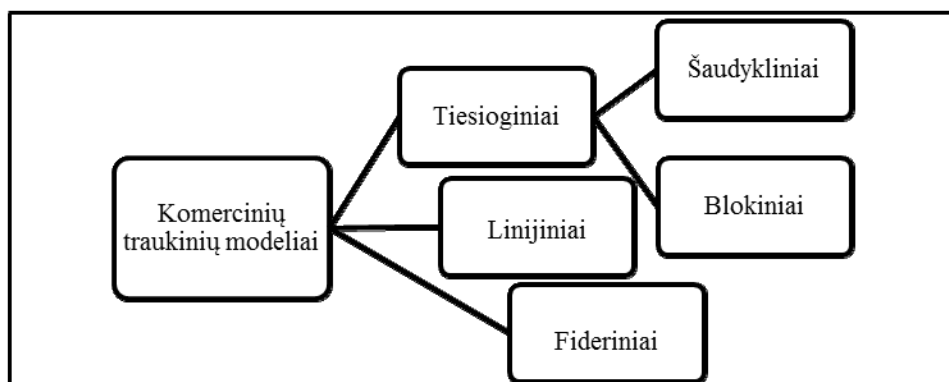 Komercinių
traukinių modeliai
Tiesioginiai
Linijiniai
Fideriniai
Šaudykliniai
Blokiniai